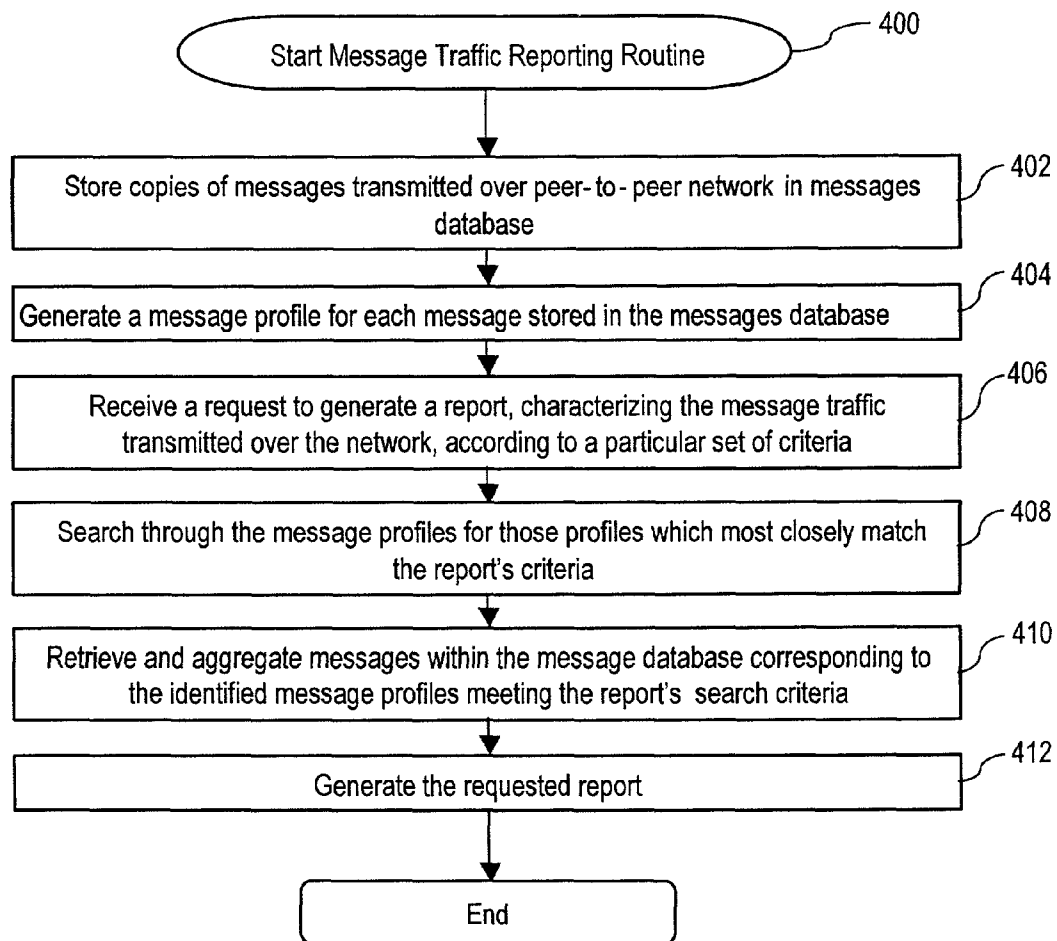 400
Start Message Traffic Reporting Routine
402
Store copies of messages transmitted over peer-to-peer network in messages
database
404
Generate a message profile for each message stored in the messages database
406
Receive a request to generate a report, characterizing the message traffic
transmitted over the network, according to a particular set of criteria
408
Search through the message profiles for those profiles which most closely match
the report's criteria
410
Retrieve and aggregate messages within the message database corresponding to
the identified message profiles meeting the report's search criteria
412
Generate the requested report
End